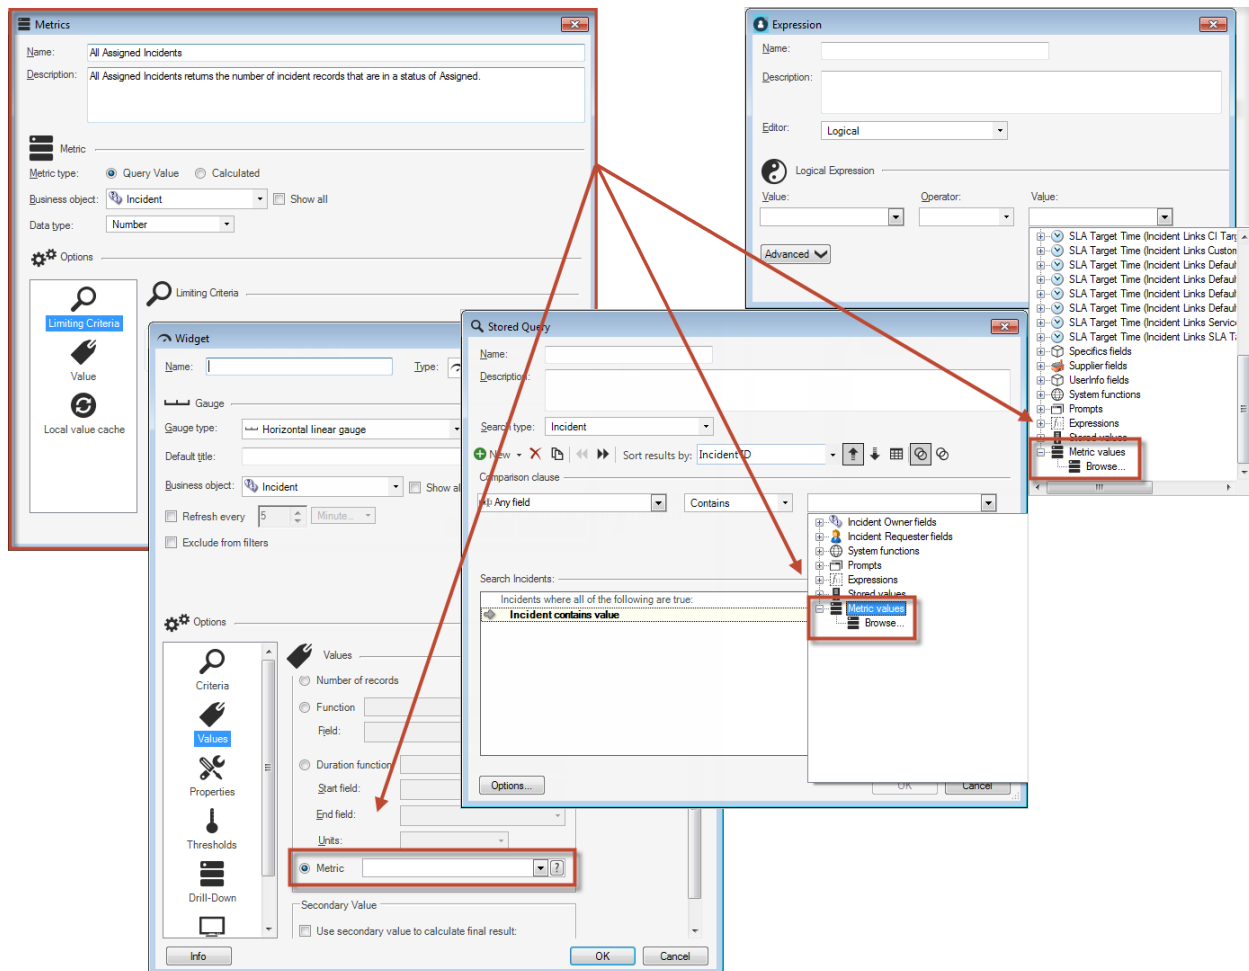 Metrics
Name: All Assigned Incidents
Description: All Assigned Incidents returns the number of incident records that are in a status of Assigned.
Metric
Metric type: Query Value Calculated
Business object: Incident Show all
Data type: Number
Options
Limiting Criteria
Value
Local value cache
Limiting Criteria
Expression
Name:
Description:
Editor: Logical
Logical Expression
Value: Operator: Value:
Advanced
SLA Target Time (Incident Links CI Targ
SLA Target Time (Incident Links Custom
SLA Target Time (Incident Links Default
SLA Target Time (Incident Links Default
SLA Target Time (Incident Links Default
SLA Target Time (Incident Links Default
SLA Target Time (Incident Links Service
SLA Target Time (Incident Links SLA T
Specifics fields
Supplier fields
UserInfo fields
System functions
Prompts
Expressions
Stored values
Metric values
Browse...
Widget
Name: Type:
Gauge
Gauge type: Horizontal linear gauge
Default title:
Business object: Incident Show al
Refresh every 5 Minute...
Exclude from filters
Options
Criteria
Values
Properties
Thresholds
Drill-Down
Values
Number of records
Function
Field:
Duration function
Start field:
End field:
Units:
Metric ?
Secondary Value
Use secondary value to calculate final result:
Info OK Cancel
Stored Query
Name:
Description:
Search type: Incident
New Sort results by: Incident ID
Comparison clause
Any field Contains
Search Incidents:
Incidents where all of the following are true:
Incident contains value
Incident Owner fields
Incident Requester fields
System functions
Prompts
Expressions
Stored values
Metric values
Browse...
Options... OK Cancel